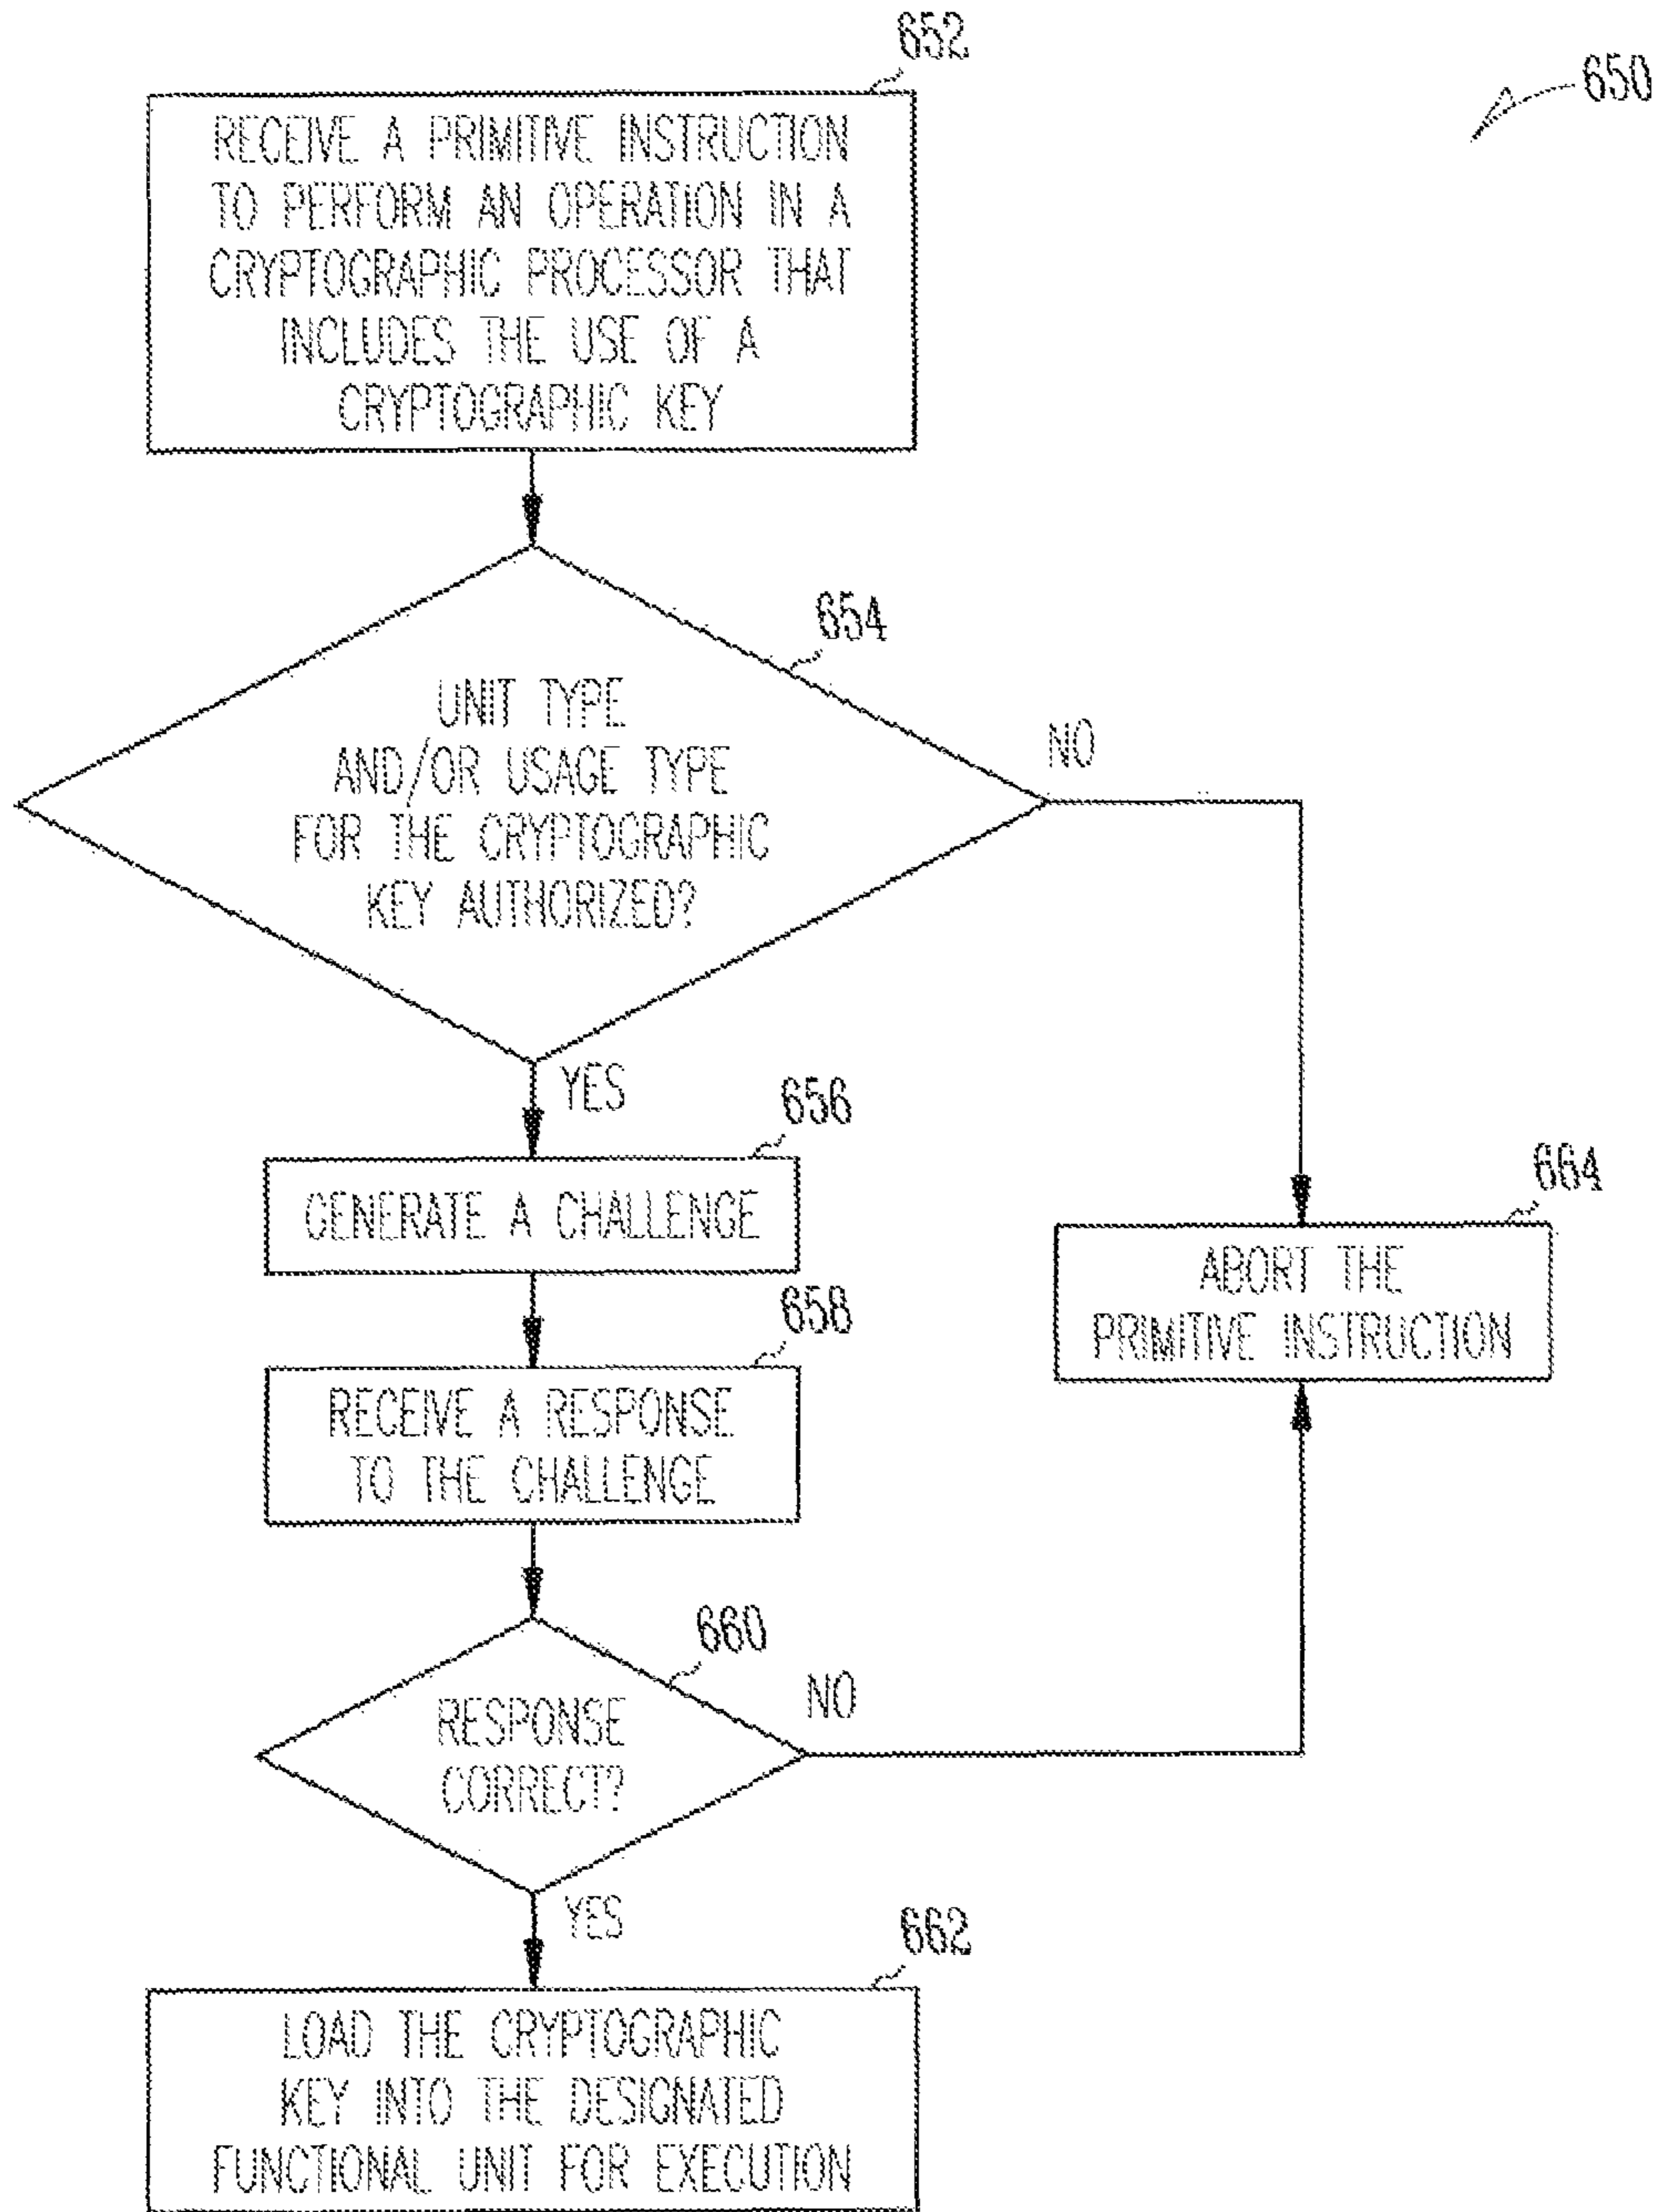 652
650
RECEIVE A PRIMITIVE INSTRUCTION
TO PERFORM AN OPERATION IN A
CRYPTOGRAPHIC PROCESSOR THAT
INCLUDES THE USE OF A
CRYPTOGRAPHIC KEY
654
UNIT TYPE
AND/OR USAGE TYPE
FOR THE CRYPTOGRAPHIC
KEY AUTHORIZED?
NO
YES
656
GENERATE A CHALLENGE
664
ABORT THE
PRIMITIVE INSTRUCTION
658
RECEIVE A RESPONSE
TO THE CHALLENGE
660
RESPONSE
CORRECT?
NO
YES
662
LOAD THE CRYPTOGRAPHIC
KEY INTO THE DESIGNATED
FUNCTIONAL UNIT FOR EXECUTION